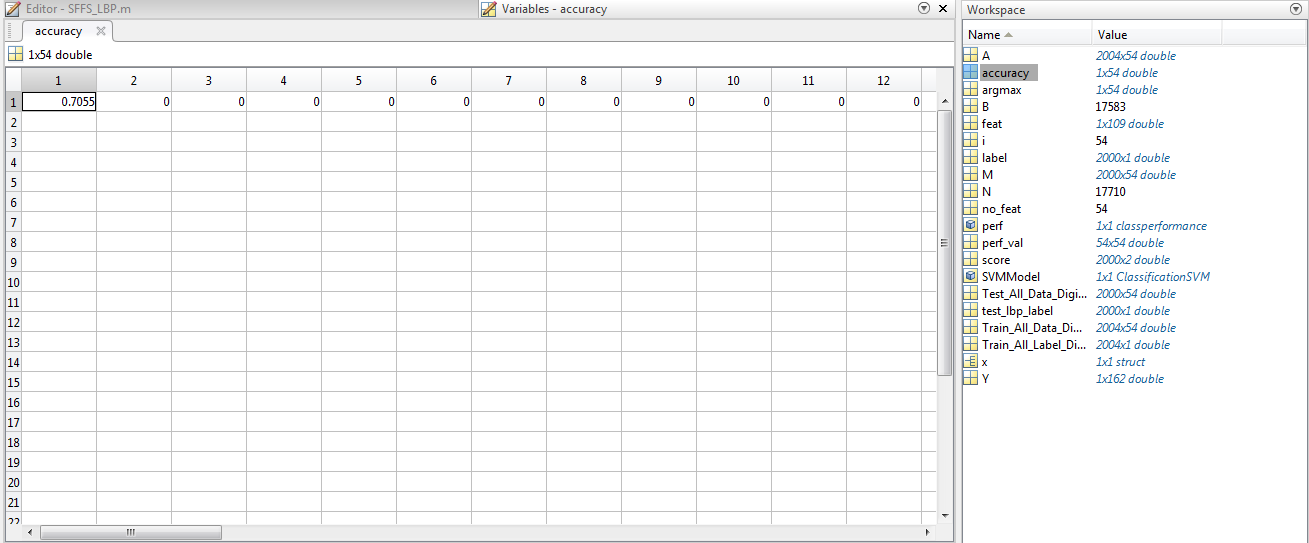 Editor - SFFS_LBP.m
Variables - accuracy
accuracy
1x54 double
1 2 3 4 5 6 7 8 9 10 11 12
1 0.7055 0 0 0 0 0 0 0 0 0 0 0
2
3
4
5
6
7
8
9
10
11
12
13
14
15
16
17
18
19
20
21
22
Workspace
Name Value
A 2004x54 double
accuracy 1x54 double
argmax 1x54 double
B 17583
feat 1x109 double
i 54
label 2000x1 double
M 2000x54 double
N 17710
no_feat 54
perf 1x1 classperformance
perf_val 54x54 double
score 2000x2 double
SVMModel 1x1 ClassificationSVM
Test_All_Data_Digi... 2000x54 double
test_lbp_label 2000x1 double
Train_All_Data_Di... 2004x54 double
Train_All_Label_Di... 2004x1 double
x 1x1 struct
Y 1x162 double